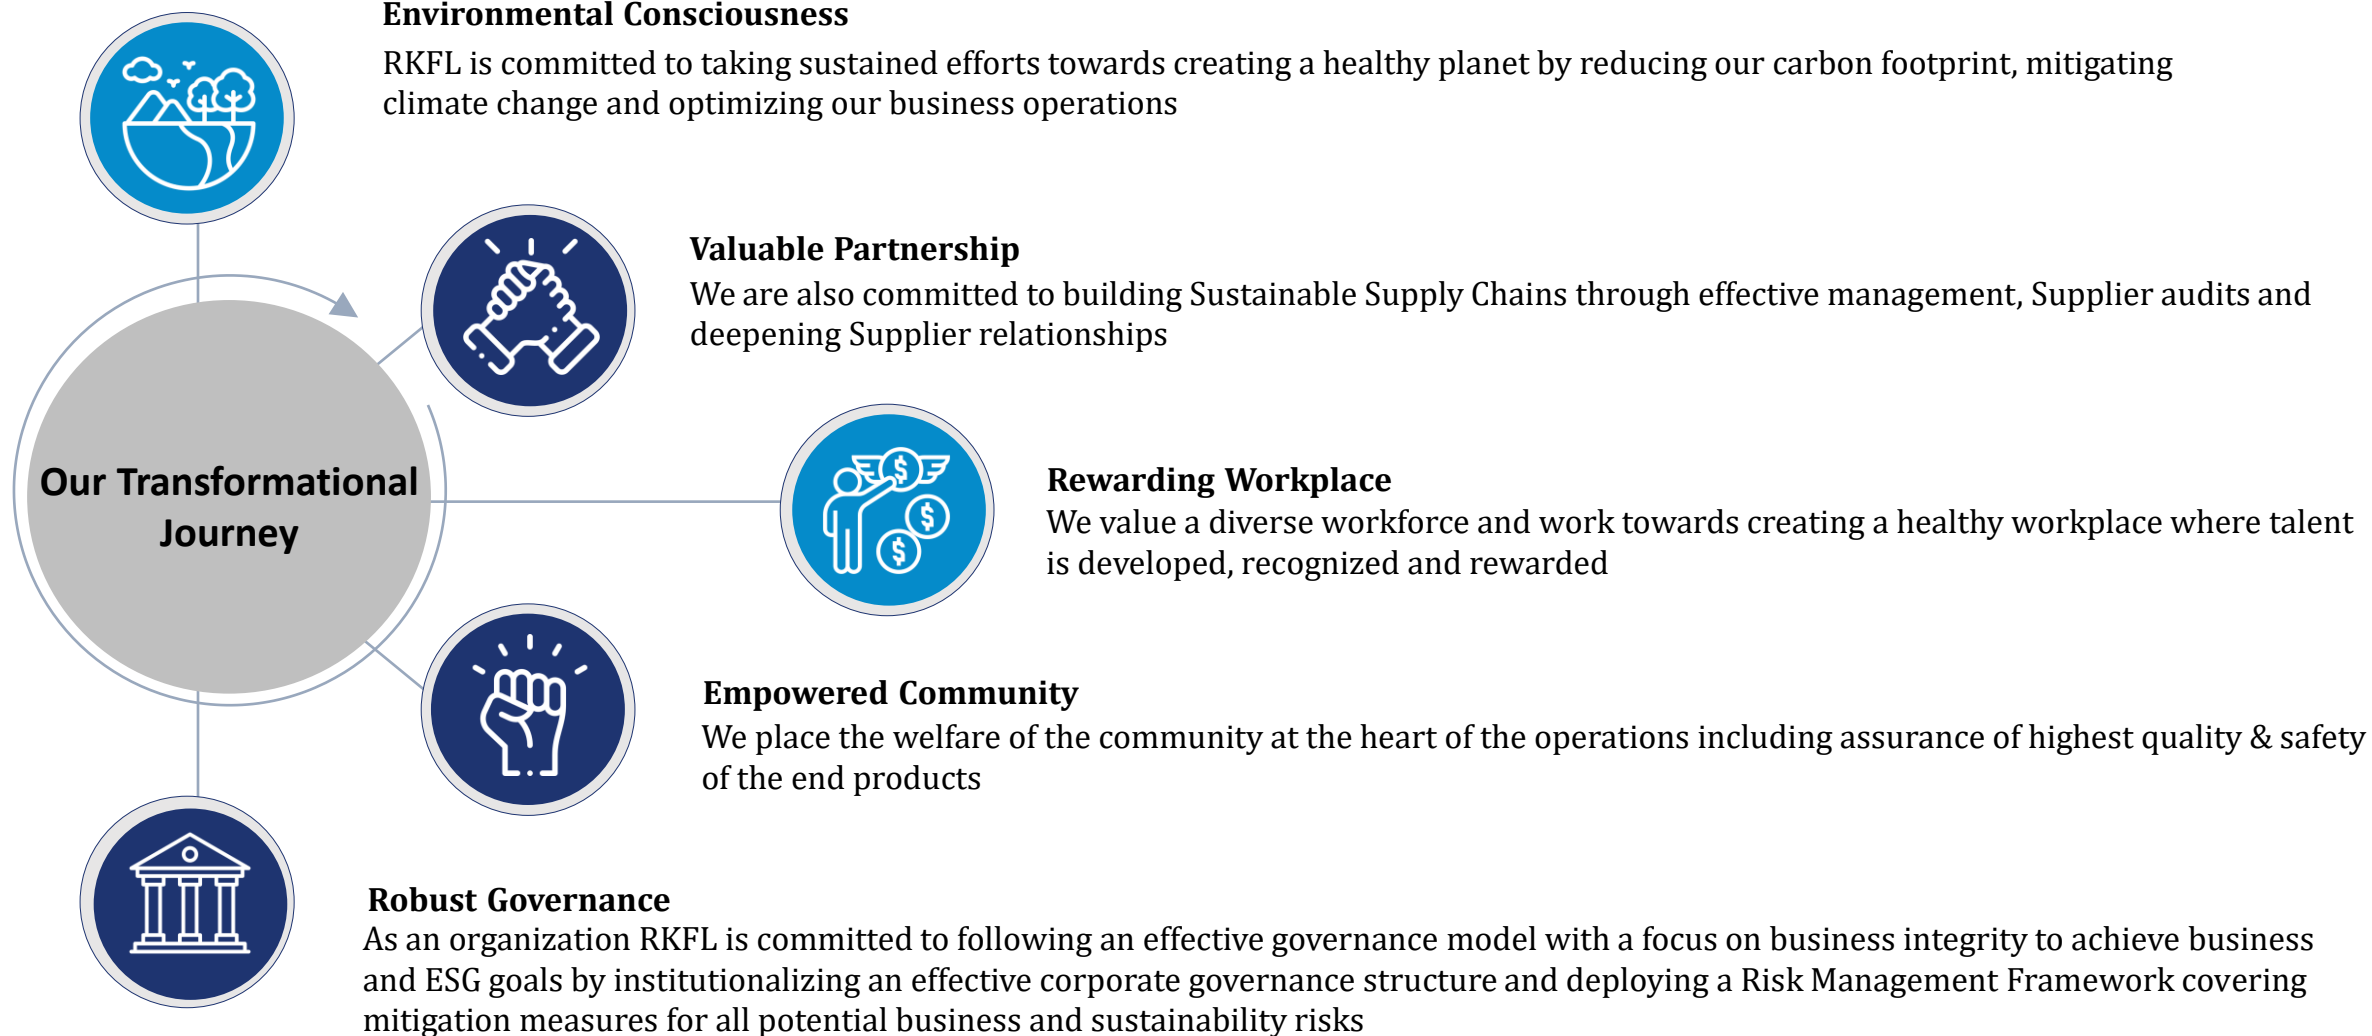 Environmental Consciousness
RKFL is committed to taking sustained efforts towards creating a healthy planet by reducing our carbon footprint, mitigating
climate change and optimizing our business operations
Valuable Partnership
We are also committed to building Sustainable Supply Chains through effective management, Supplier audits and
deepening Supplier relationships
Our Transformational
Journey
Rewarding Workplace
We value a diverse workforce and work towards creating a healthy workplace where talent
is developed, recognized and rewarded
Empowered Community
We place the welfare of the community at the heart of the operations including assurance of highest quality & safety
of the end products
Robust Governance
As an organization RKFL is committed to following an effective governance model with a focus on business integrity to achieve business
and ESG goals by institutionalizing an effective corporate governance structure and deploying a Risk Management Framework covering
mitigation measures for all potential business and sustainability risks